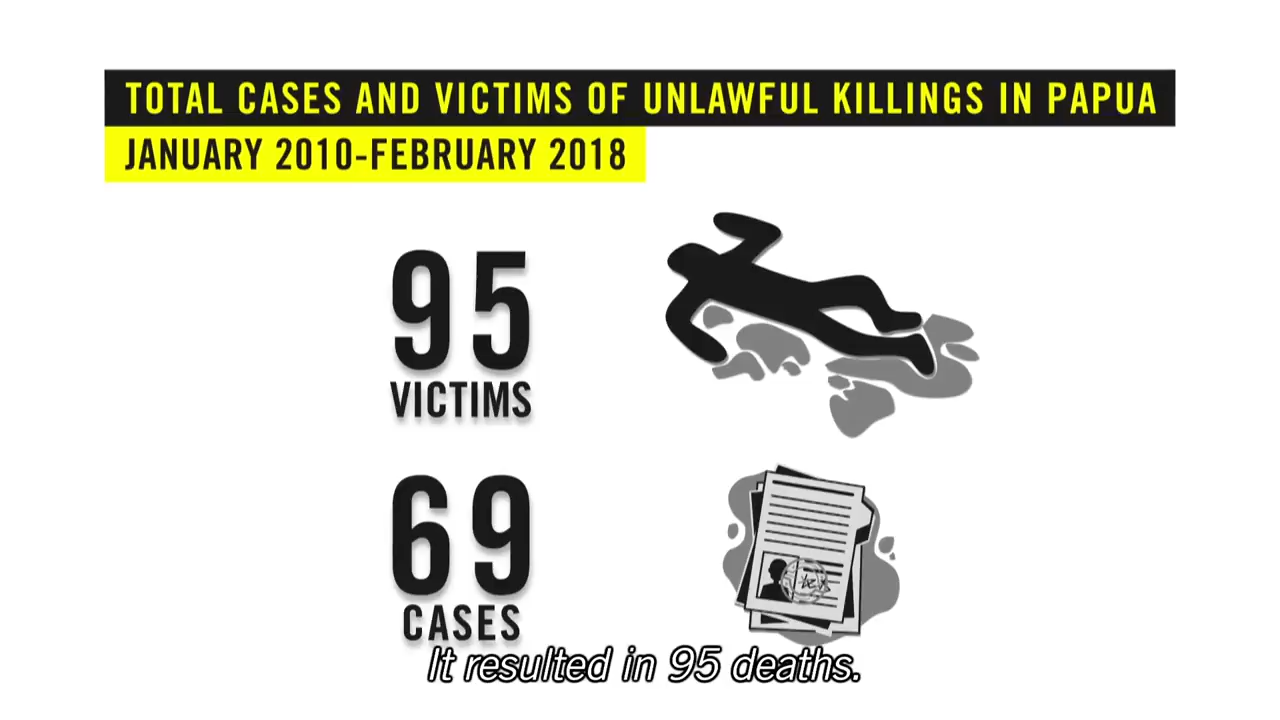 TOTAL CASES AND VICTIMS OF UNLAWFUL KILLINGS IN PAPUA
JANUARY 2010-FEBRUARY 2018
95
VICTIMS
69
CASES
It resulted in 95 deaths.